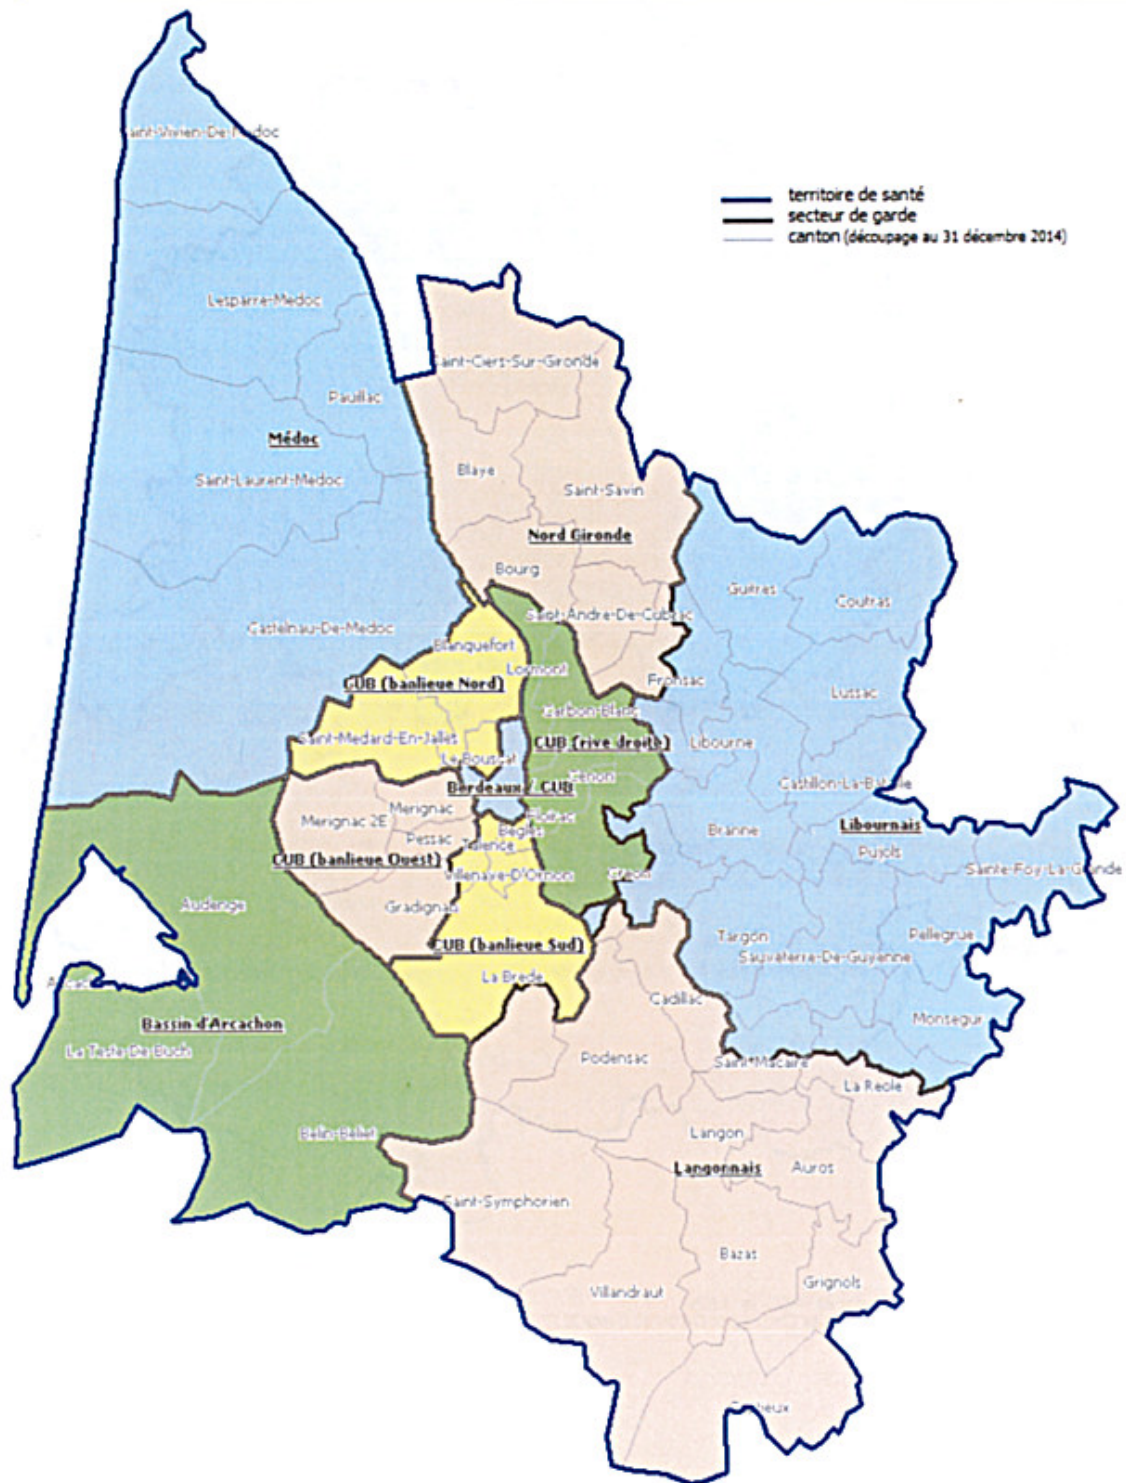 territoire de santé
secteur de garde
canton (découpage au 31 décembre 2014)
Lesparre-Medoc
Pauillac
Médoc
Saint-Laurent-Medoc
Castelnau-De-Medoc
Saint-Ciers-Sur-Gironde
Blaye
Saint-Savin
Nord Gironde
Bourg
Saint-Andre-De-Cubzac
Guitres
Coutras
Blanquefort
Lormont
Fronsac
CUB (banlieue Nord)
Lussac
Carbon-Blanc
Saint-Medard-En-Jalles
CUB (rive droite)
Libourne
Le Bouscat
Cenon
Bordeaux / CUB
Castillon-La-Bataille
Merignac
Merignac 2E
Floirac
Begles
Branne
Libournais
Pessac
Talence
Pujols
CUB (banlieue Ouest)
Sainte-Foy-La-Grande
Villenave-D'Ornon
Creon
Audenge
Gradignan
Targon
Pellegrue
CUB (banlieue Sud)
Sauveterre-De-Guyenne
La Brede
Cadillac
Monsegur
Bassin d'Arcachon
La Teste-De-Buch
Podensac
Saint-Macaire
La Reole
Belin-Beliet
Langon
Langonnais
Auros
Saint-Symphorien
Bazas
Grignols
Villandraut